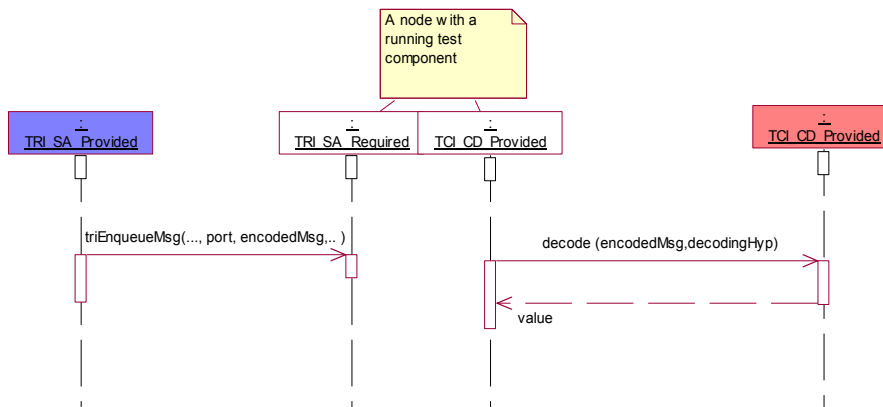 A node with a
running test
component
:
TRI_SA_Provided
:
TRI_SA_Required
:
TCI_CD_Provided
:
TCI_CD_Provided
triEnqueueMsg(..., port, encodedMsg,.. )
decode (encodedMsg,decodingHyp)
value